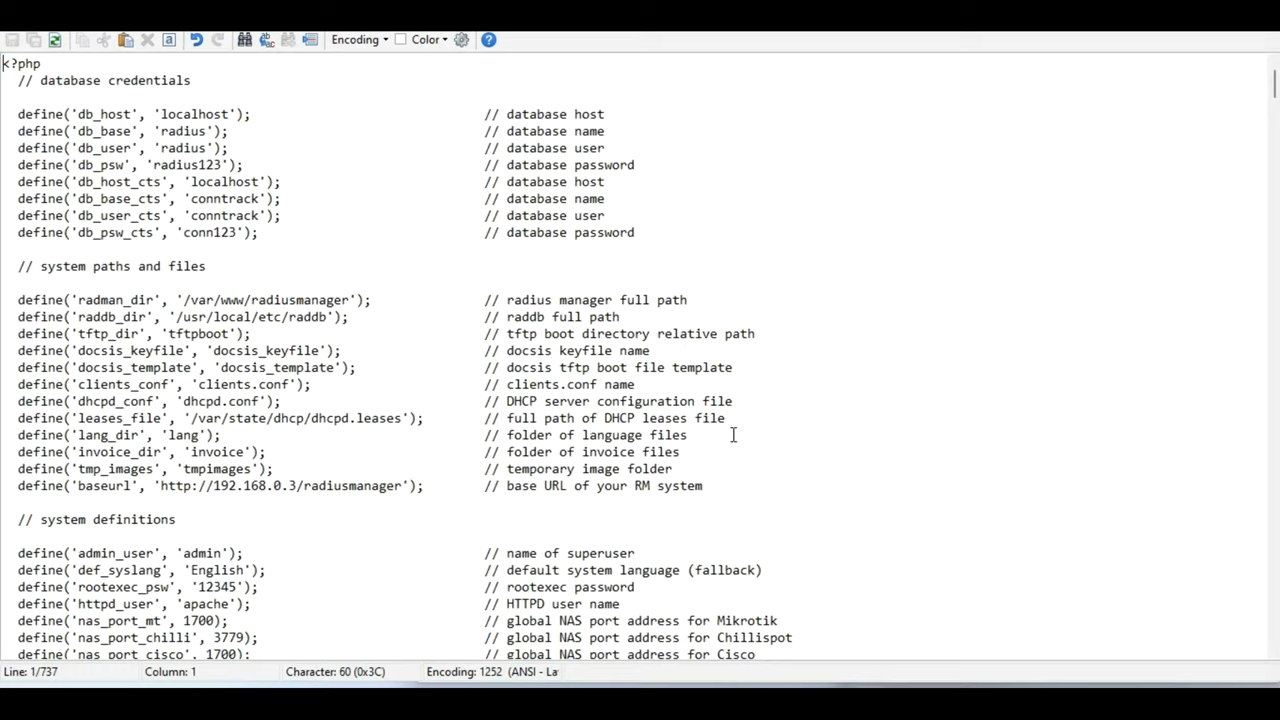 Encoding Color
<?php
// database credentials
define('db_host', 'localhost'); // database host
define('db_base', 'radius'); // database name
define('db_user', 'radius'); // database user
define('db_psw', 'radius123'); // database password
define('db_host_cts', 'localhost'); // database host
define('db_base_cts', 'conntrack'); // database name
define('db_user_cts', 'conntrack'); // database user
define('db_psw_cts', 'conn123'); // database password
// system paths and files
define('radman_dir', '/var/www/radiusmanager'); // radius manager full path
define('raddb_dir', '/usr/local/etc/raddb'); // raddb full path
define('tftp_dir', 'tftpboot'); // tftp boot directory relative path
define('docsis_keyfile', 'docsis_keyfile'); // docsis keyfile name
define('docsis_template', 'docsis_template'); // docsis tftp boot file template
define('clients_conf', 'clients.conf'); // clients.conf name
define('dhcpd_conf', 'dhcpd.conf'); // DHCP server configuration file
define('leases_file', '/var/state/dhcp/dhcpd.leases'); // full path of DHCP leases file
define('lang_dir', 'lang'); // folder of language files
define('invoice_dir', 'invoice'); // folder of invoice files
define('tmp_images', 'tmpimages'); // temporary image folder
define('baseurl', 'http://192.168.0.3/radiusmanager'); // base URL of your RM system
// system definitions
define('admin_user', 'admin'); // name of superuser
define('def_syslang', 'English'); // default system language (fallback)
define('rootexec_psw', '12345'); // rootexec password
define('httpd_user', 'apache'); // HTTPD user name
define('nas_port_mt', 1700); // global NAS port address for Mikrotik
define('nas_port_chilli', 3779); // global NAS port address for Chillispot
define('nas_port_cisco', 1700); // global NAS port address for Cisco
Line: 1/737 Column: 1 Character: 60 (0x3C) Encoding: 1252 (ANSI - La